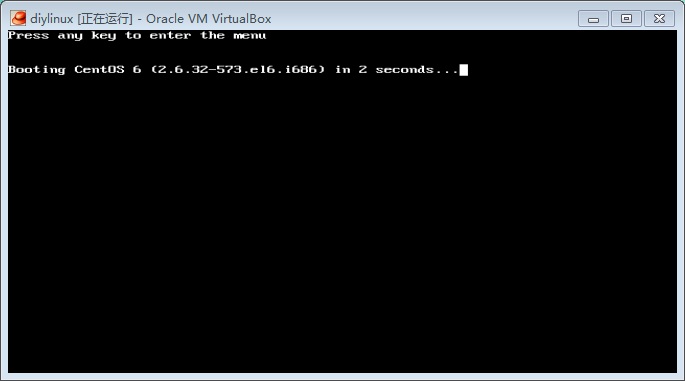 diylinux [正在运行] - Oracle VM VirtualBox
Press any key to enter the menu
Booting CentOS 6 (2.6.32-573.el6.i686) in 2 seconds...